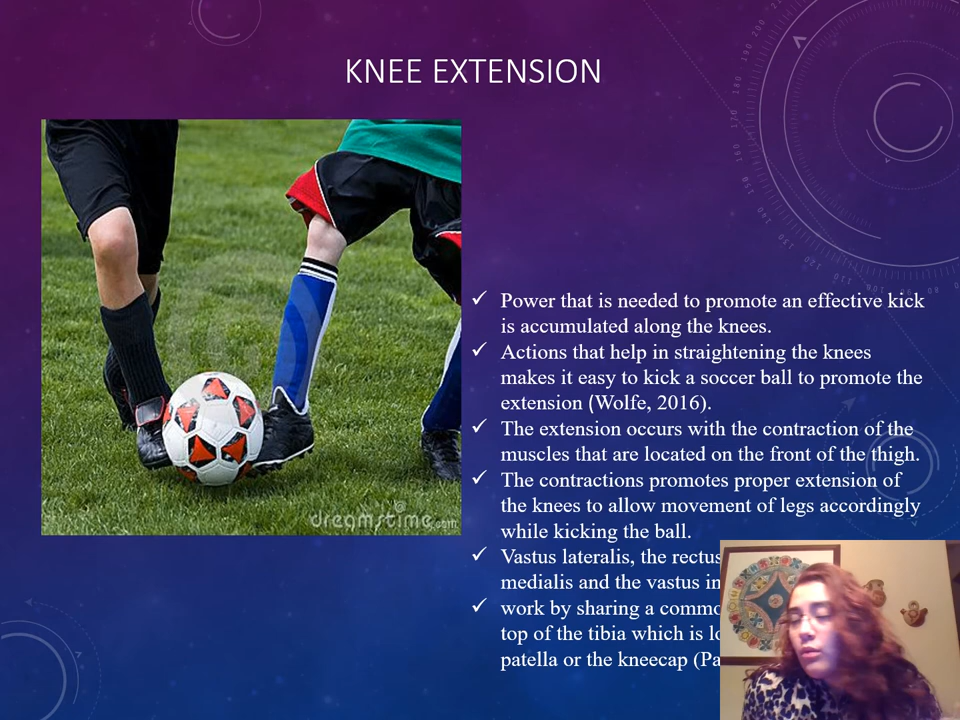 KNEE EXTENSION
✓ Power that is needed to promote an effective kick
is accumulated along the knees.
✓ Actions that help in straightening the knees
makes it easy to kick a soccer ball to promote the
extension (Wolfe, 2016).
✓ The extension occurs with the contraction of the
muscles that are located on the front of the thigh.
✓ The contractions promotes proper extension of
the knees to allow movement of legs accordingly
while kicking the ball.
✓ Vastus lateralis, the rectus
medialis and the vastus in
✓ work by sharing a commo
top of the tibia which is lo
patella or the kneecap (Pa
dreamstime.com